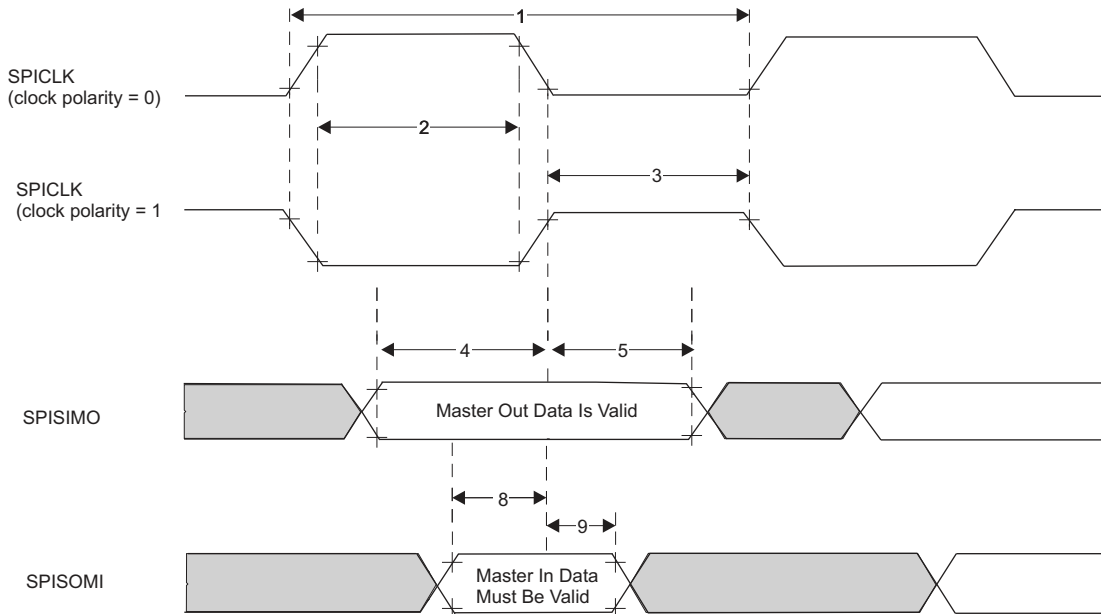 1
SPICLK
(clock polarity = 0)
2
3
SPICLK
(clock polarity = 1
4
5
SPISIMO
Master Out Data Is Valid
8
9
SPISOMI
Master In Data
Must Be Valid